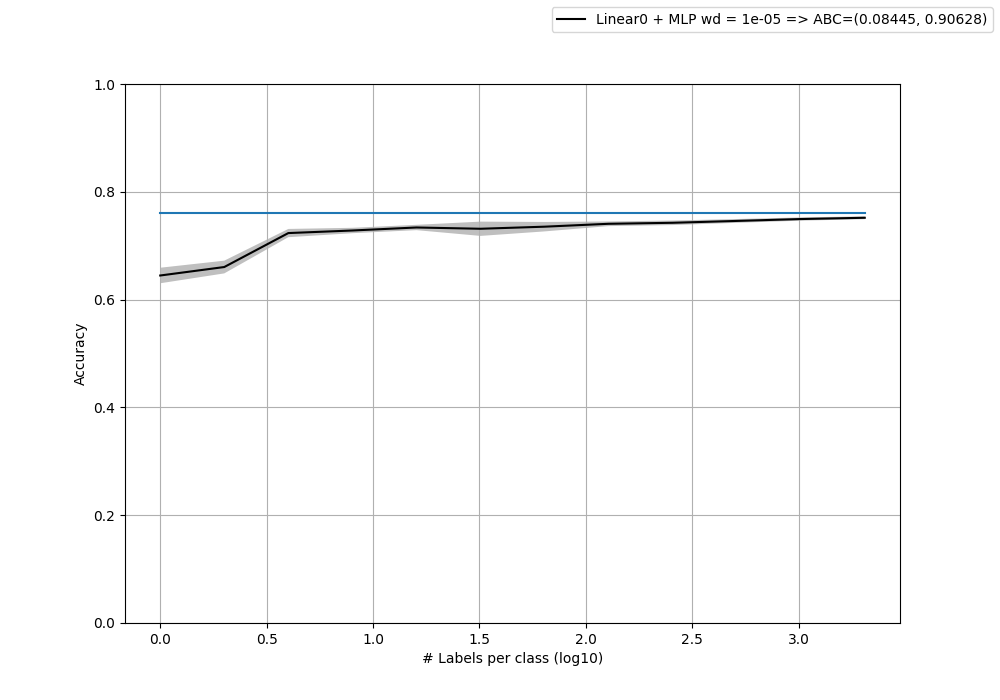 Linear0 + MLP wd = 1e-05 => ABC=(0.08445, 0.90628)
1.0
0.8
0.6
0.4
0.2
0.0
Accuracy
0.0 0.5 1.0 1.5 2.0 2.5 3.0
# Labels per class (log10)